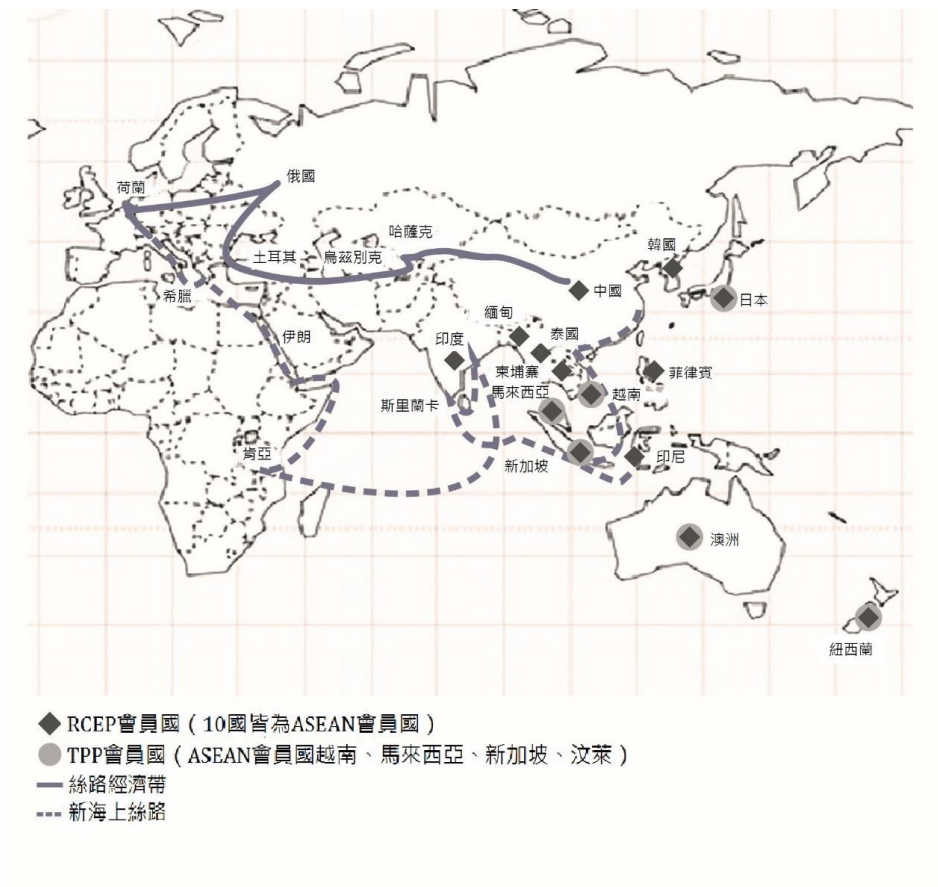 俄國
荷蘭
哈薩克
韓國
土耳其
烏茲別克
中國
日本
希臘
緬甸
伊朗
印度
泰國
柬埔寨
菲律賓
馬來西亞
越南
斯里蘭卡
肯亞
新加坡
印尼
澳洲
紐西蘭
RCEP會員國（10國皆為ASEAN會員國）
TPP會員國（ASEAN會員國越南、馬來西亞、新加坡、汶萊）
絲路經濟帶
新海上絲路